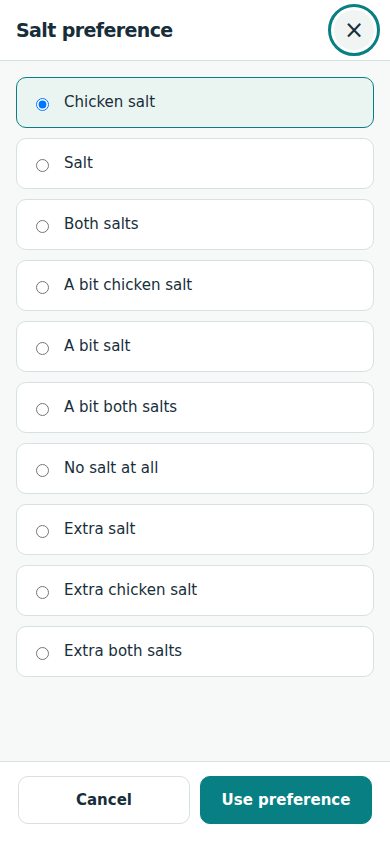 Salt preference
Chicken salt
Salt
Both salts
A bit chicken salt
A bit salt
A bit both salts
No salt at all
Extra salt
Extra chicken salt
Extra both salts
Cancel
Use preference